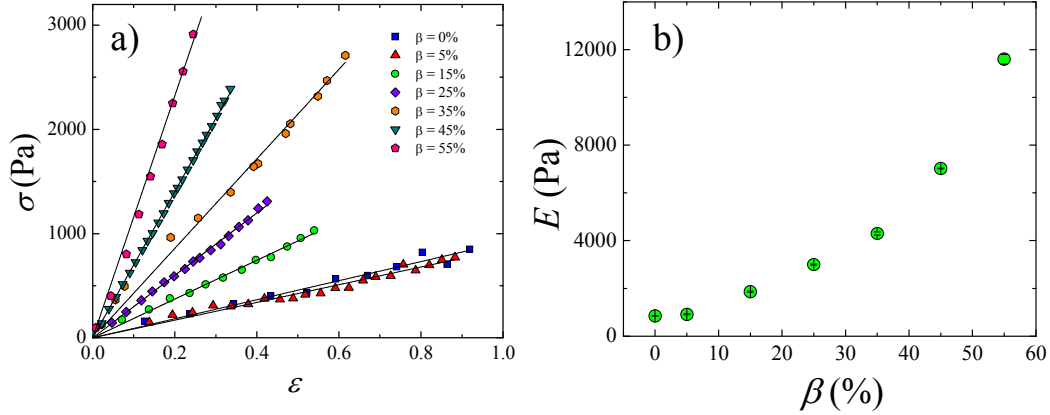 a)
3000
2000
1000
0
σ (Pa)
0.0 0.2 0.4 0.6 0.8 1.0
ε
β = 0%
β = 5%
β = 15%
β = 25%
β = 35%
β = 45%
β = 55%
b)
12000
8000
4000
0
E (Pa)
0 10 20 30 40 50 60
β (%)